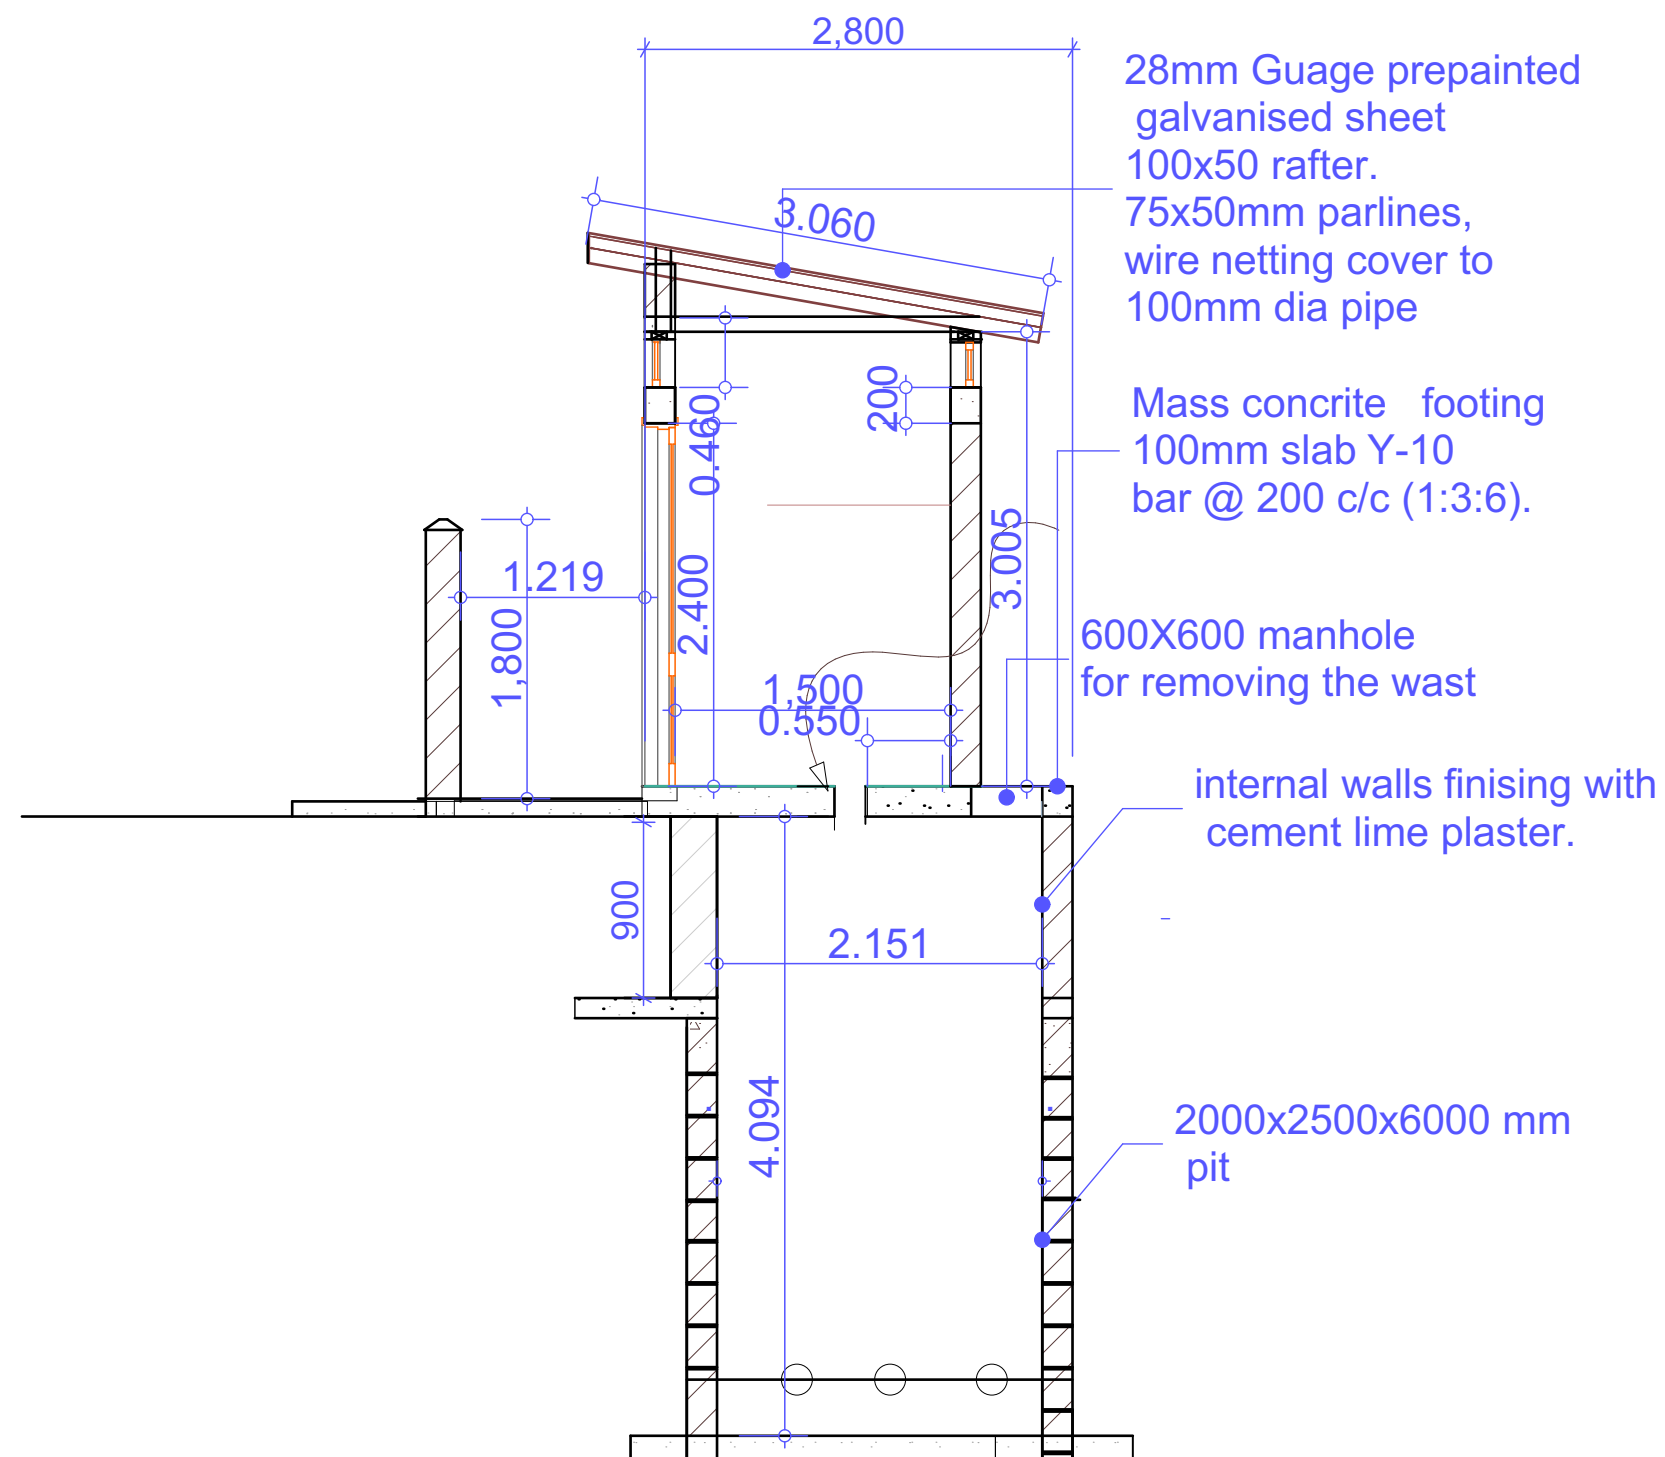 2,800
28mm Guage prepainted
galvanised sheet
100x50 rafter.
75x50mm parlines,
wire netting cover to
100mm dia pipe
3.060
Mass concrite footing
100mm slab Y-10
bar @ 200 c/c (1:3:6).
200
0.460
3.005
2.400
1.219
1,800
600X600 manhole
for removing the wast
1,500
0.550
internal walls finising with
cement lime plaster.
900
2.151
4.094
2000x2500x6000 mm
pit